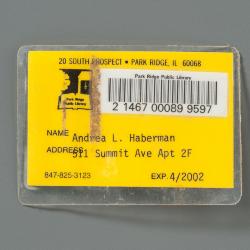 20 SOUTH PROSPECT • PARK RIDGE, IL 60068
Park Ridge
Public Library
Park Ridge Public Library
2 1467 00089 9597
NAME Andrea L. Haberman
ADDRESS 511 Summit Ave Apt 2F
847-825-3123 EXP. 4/2002